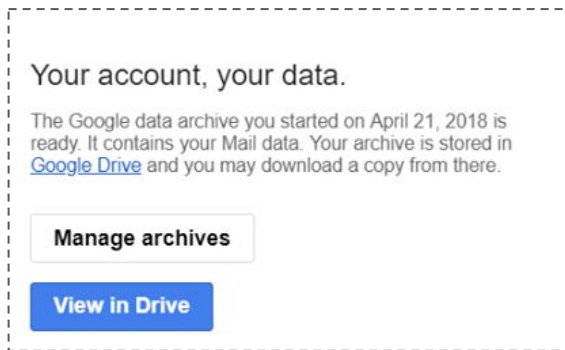 Your account, your data.
The Google data archive you started on April 21, 2018 is
ready. It contains your Mail data. Your archive is stored in
Google Drive and you may download a copy from there.
Manage archives
View in Drive